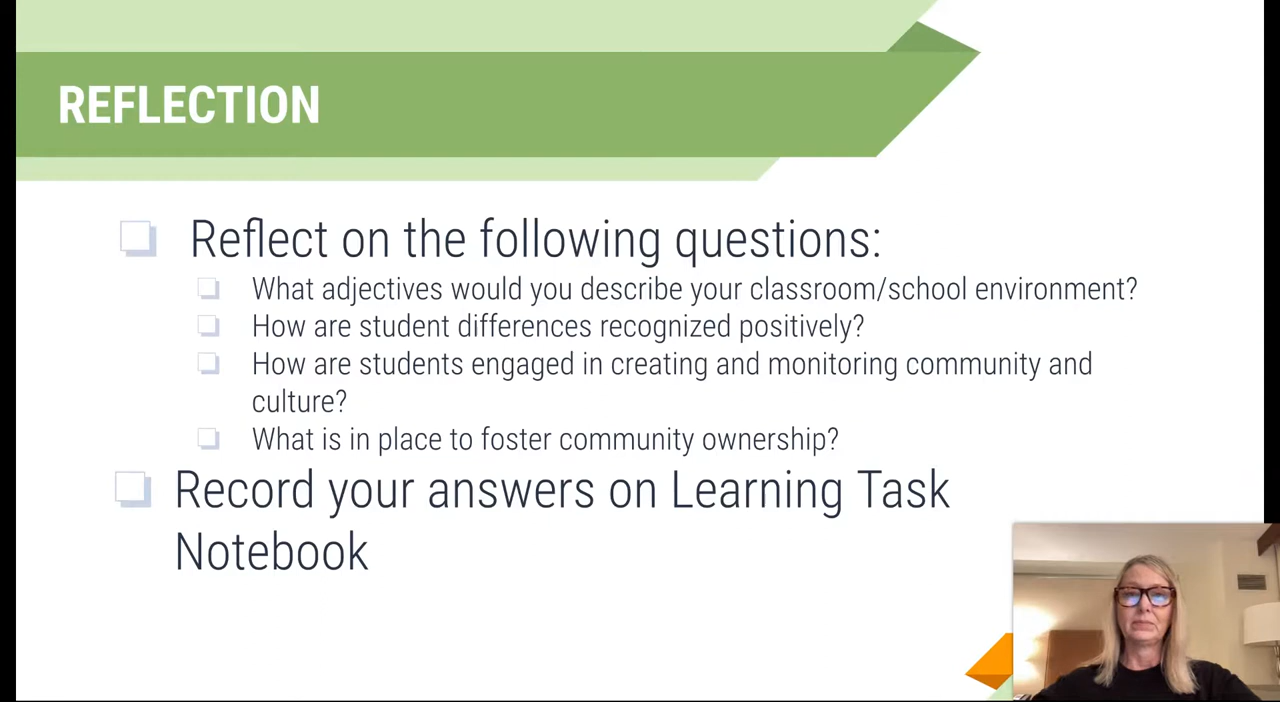 REFLECTION
Reflect on the following questions:
What adjectives would you describe your classroom/school environment?
How are student differences recognized positively?
How are students engaged in creating and monitoring community and
culture?
What is in place to foster community ownership?
Record your answers on Learning Task
Notebook